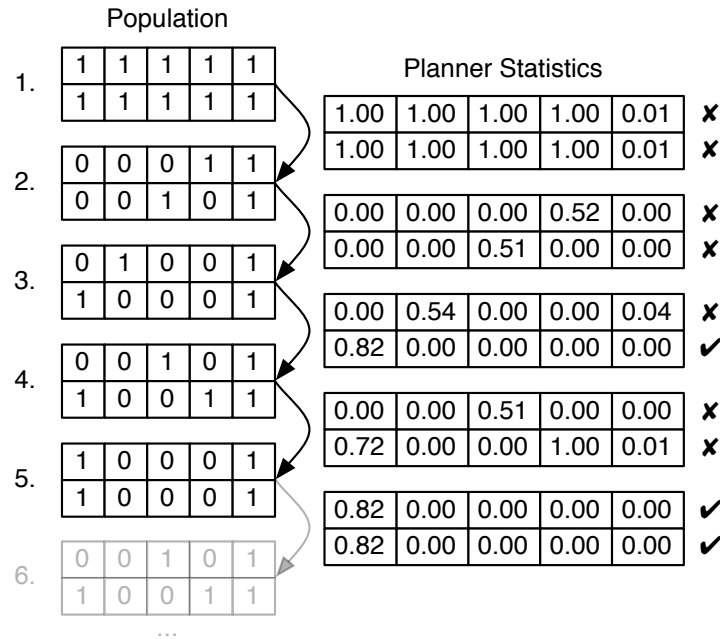 Population
1.
1 1 1 1 1
1 1 1 1 1
2.
0 0 0 1 1
0 0 1 0 1
3.
0 1 0 0 1
1 0 0 0 1
4.
0 0 1 0 1
1 0 0 1 1
5.
1 0 0 0 1
1 0 0 0 1
6.
0 0 1 0 1
1 0 0 1 1
...
Planner Statistics
1.00 1.00 1.00 1.00 0.01 ✘
1.00 1.00 1.00 1.00 0.01 ✘
0.00 0.00 0.00 0.52 0.00 ✘
0.00 0.00 0.51 0.00 0.00 ✘
0.00 0.54 0.00 0.00 0.04 ✘
0.82 0.00 0.00 0.00 0.00 ✔
0.00 0.00 0.51 0.00 0.00 ✘
0.72 0.00 0.00 1.00 0.01 ✘
0.82 0.00 0.00 0.00 0.00 ✔
0.82 0.00 0.00 0.00 0.00 ✔